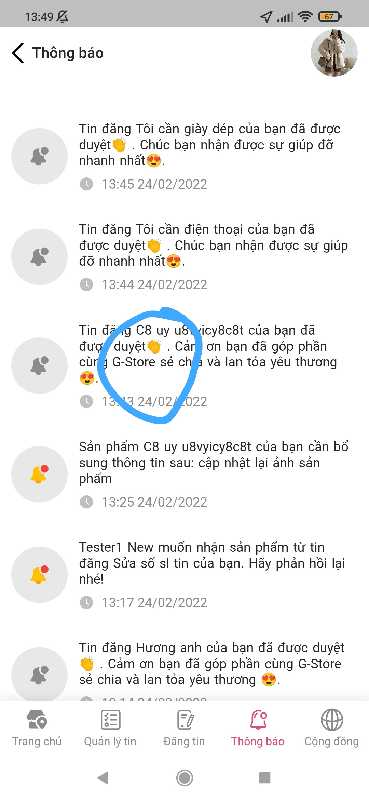 13:49
67
Thông báo
Tin đăng Tôi cần giày dép của bạn đã được
duyệt👏 . Chúc bạn nhận được sự giúp đỡ
nhanh nhất😍.
13:45 24/02/2022
Tin đăng Tôi cần điện thoại của bạn đã
được duyệt👏 . Chúc bạn nhận được sự giúp
đỡ nhanh nhất😍.
13:44 24/02/2022
Tin đăng C8 uy u8vyicy8c8t của bạn đã
được duyệt👏 . Cảm ơn bạn đã góp phần
cùng G-Store sẻ chia và lan tỏa yêu thương
😍.
13:43 24/02/2022
Sản phẩm C8 uy u8vyicy8c8t của bạn cần bổ
sung thông tin sau: cập nhật lại ảnh sản
phẩm
13:25 24/02/2022
Tester1 New muốn nhận sản phẩm từ tin
đăng Sửa số sl tin của bạn. Hãy phản hồi lại
nhé!
13:17 24/02/2022
Tin đăng Hương anh của bạn đã được duyệt
👏 . Cảm ơn bạn đã góp phần cùng G-Store
sẻ chia và lan tỏa yêu thương 😍.
Trang chủ Quản lý tin Đăng tin Thông báo Cộng đồng